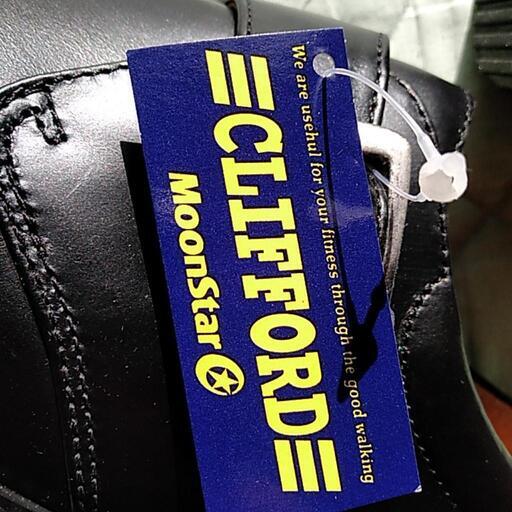 We are usehul for your fitness through the good walking
CLIFFORD
MoonStar